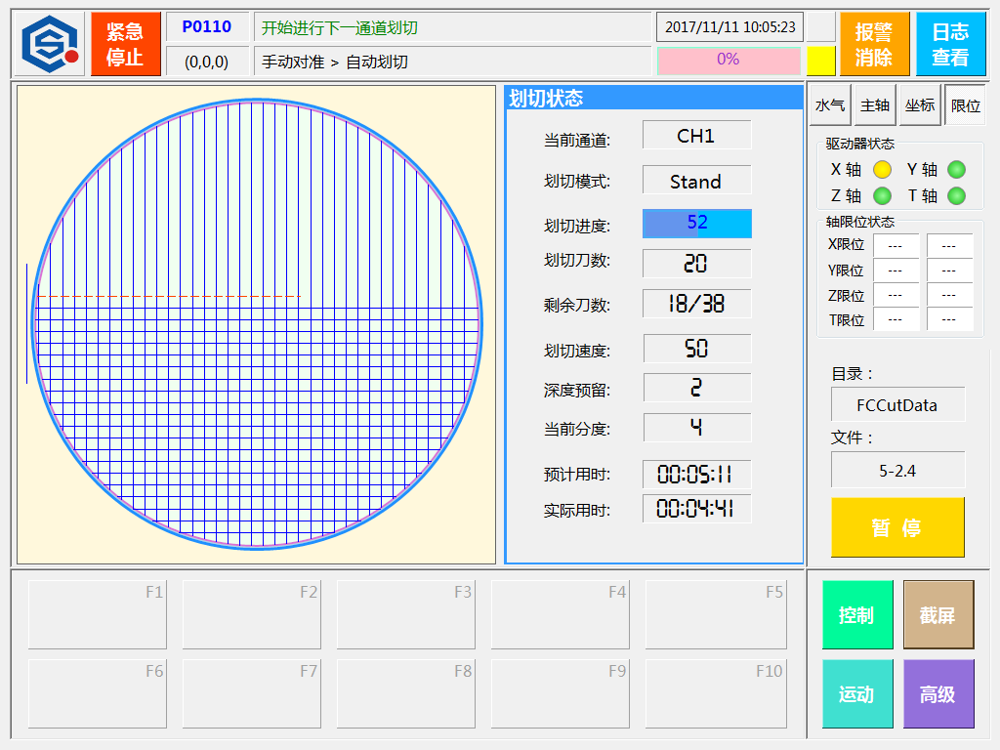 紧急
停止
P0110
(0,0,0)
开始进行下一通道划切
手动对准 > 自动划切
2017/11/11 10:05:23
0%
报警
消除
日志
查看
划切状态
当前通道: CH1
划切模式: Stand
划切进度: 52
划切刀数: 20
剩余刀数: 18/38
划切速度: 50
深度预留: 2
当前分度: 4
预计用时: 00:05:11
实际用时: 00:04:41
水气 主轴 坐标 限位
驱动器状态
X 轴 Y 轴
Z 轴 T 轴
轴限位状态
X限位 --- ---
Y限位 --- ---
Z限位 --- ---
T限位 --- ---
目录：
FCCutData
文件：
5-2.4
暂 停
F1 F2 F3 F4 F5
F6 F7 F8 F9 F10
控制 截屏
运动 高级